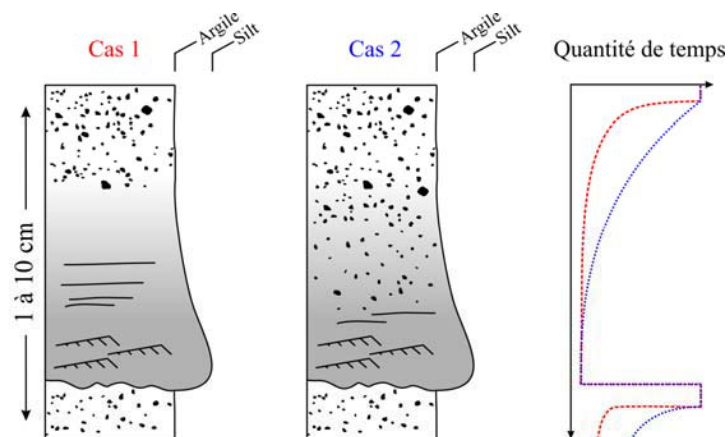 Cas 1
Argile
Silt
Cas 2
Argile
Silt
Quantité de temps
1 à 10 cm